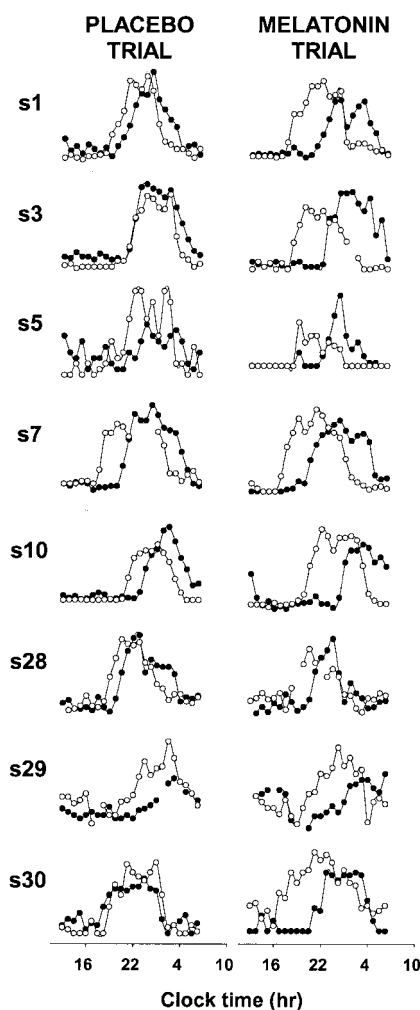 PLACEBO TRIAL
MELATONIN TRIAL
s1
s3
s5
s7
s10
s28
s29
s30
16 22 4 10
16 22 4 10
Clock time (hr)